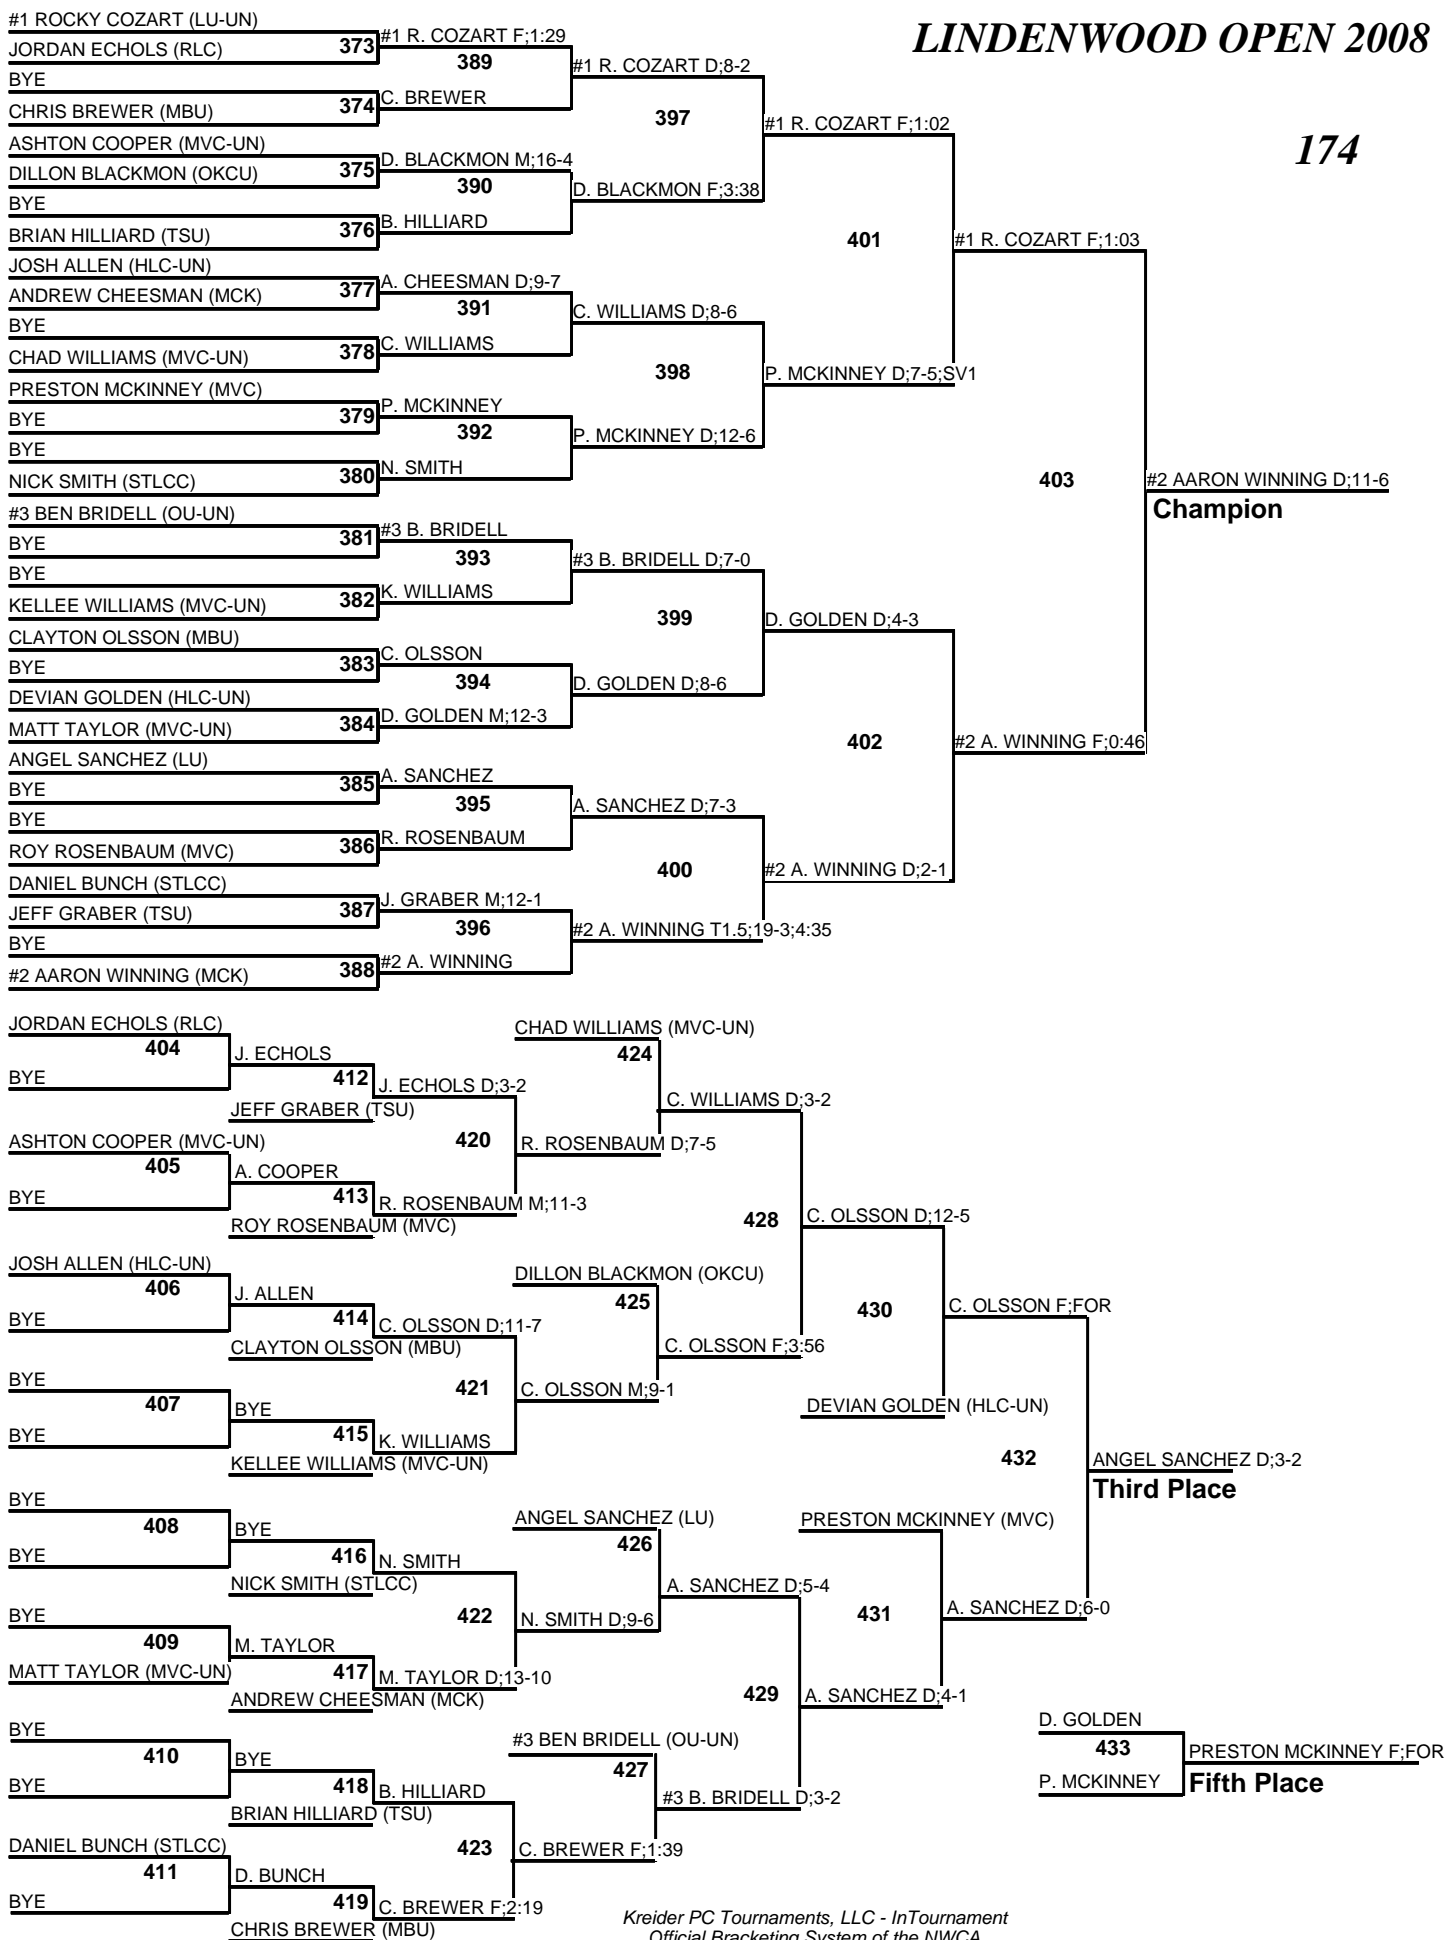 LINDENWOOD OPEN 2008
174
#1 ROCKY COZART (LU-UN)
JORDAN ECHOLS (RLC)
373
BYE
CHRIS BREWER (MBU)
374
ASHTON COOPER (MVC-UN)
DILLON BLACKMON (OKCU)
375
BYE
BRIAN HILLIARD (TSU)
376
JOSH ALLEN (HLC-UN)
ANDREW CHEESMAN (MCK)
377
BYE
CHAD WILLIAMS (MVC-UN)
378
PRESTON MCKINNEY (MVC)
BYE
379
BYE
NICK SMITH (STLCC)
380
#3 BEN BRIDELL (OU-UN)
BYE
381
BYE
KELLEE WILLIAMS (MVC-UN)
382
CLAYTON OLSSON (MBU)
BYE
383
DEVIAN GOLDEN (HLC-UN)
MATT TAYLOR (MVC-UN)
384
ANGEL SANCHEZ (LU)
BYE
385
BYE
ROY ROSENBAUM (MVC)
386
DANIEL BUNCH (STLCC)
JEFF GRABER (TSU)
387
BYE
#2 AARON WINNING (MCK)
388
#1 R. COZART F;1:29
389
C. BREWER
D. BLACKMON M;16-4
390
B. HILLIARD
A. CHEESMAN D;9-7
391
C. WILLIAMS
P. MCKINNEY
392
N. SMITH
#3 B. BRIDELL
393
K. WILLIAMS
C. OLSSON
394
D. GOLDEN M;12-3
A. SANCHEZ
395
R. ROSENBAUM
J. GRABER M;12-1
396
#2 A. WINNING
#1 R. COZART D;8-2
397
D. BLACKMON F;3:38
C. WILLIAMS D;8-6
398
P. MCKINNEY D;12-6
#3 B. BRIDELL D;7-0
399
D. GOLDEN D;8-6
A. SANCHEZ D;7-3
400
#2 A. WINNING T1.5;19-3;4:35
#1 R. COZART F;1:02
401
P. MCKINNEY D;7-5;SV1
D. GOLDEN D;4-3
402
#2 A. WINNING D;2-1
#1 R. COZART F;1:03
403
#2 A. WINNING F;0:46
#2 AARON WINNING D;11-6
Champion
JORDAN ECHOLS (RLC)
404
BYE
ASHTON COOPER (MVC-UN)
405
BYE
JOSH ALLEN (HLC-UN)
406
BYE
BYE
407
BYE
BYE
408
BYE
BYE
409
MATT TAYLOR (MVC-UN)
BYE
410
BYE
DANIEL BUNCH (STLCC)
411
BYE
J. ECHOLS
412
JEFF GRABER (TSU)
A. COOPER
413
ROY ROSENBAUM (MVC)
J. ALLEN
414
CLAYTON OLSSON (MBU)
BYE
415
KELLEE WILLIAMS (MVC-UN)
BYE
416
NICK SMITH (STLCC)
M. TAYLOR
417
ANDREW CHEESMAN (MCK)
BYE
418
BRIAN HILLIARD (TSU)
D. BUNCH
419
CHRIS BREWER (MBU)
J. ECHOLS D;3-2
420
R. ROSENBAUM M;11-3
C. OLSSON D;11-7
421
K. WILLIAMS
N. SMITH
422
M. TAYLOR D;13-10
B. HILLIARD
423
C. BREWER F;2:19
CHAD WILLIAMS (MVC-UN)
424
R. ROSENBAUM D;7-5
DILLON BLACKMON (OKCU)
425
C. OLSSON M;9-1
ANGEL SANCHEZ (LU)
426
N. SMITH D;9-6
#3 BEN BRIDELL (OU-UN)
427
C. BREWER F;1:39
C. WILLIAMS D;3-2
428
C. OLSSON F;3:56
A. SANCHEZ D;5-4
429
#3 B. BRIDELL D;3-2
C. OLSSON D;12-5
430
DEVIAN GOLDEN (HLC-UN)
PRESTON MCKINNEY (MVC)
431
A. SANCHEZ D;4-1
C. OLSSON F;FOR
432
A. SANCHEZ D;6-0
ANGEL SANCHEZ D;3-2
Third Place
D. GOLDEN
433
P. MCKINNEY
PRESTON MCKINNEY F;FOR
Fifth Place
Kreider PC Tournaments, LLC - InTournament
Official Bracketing System of the NWCA